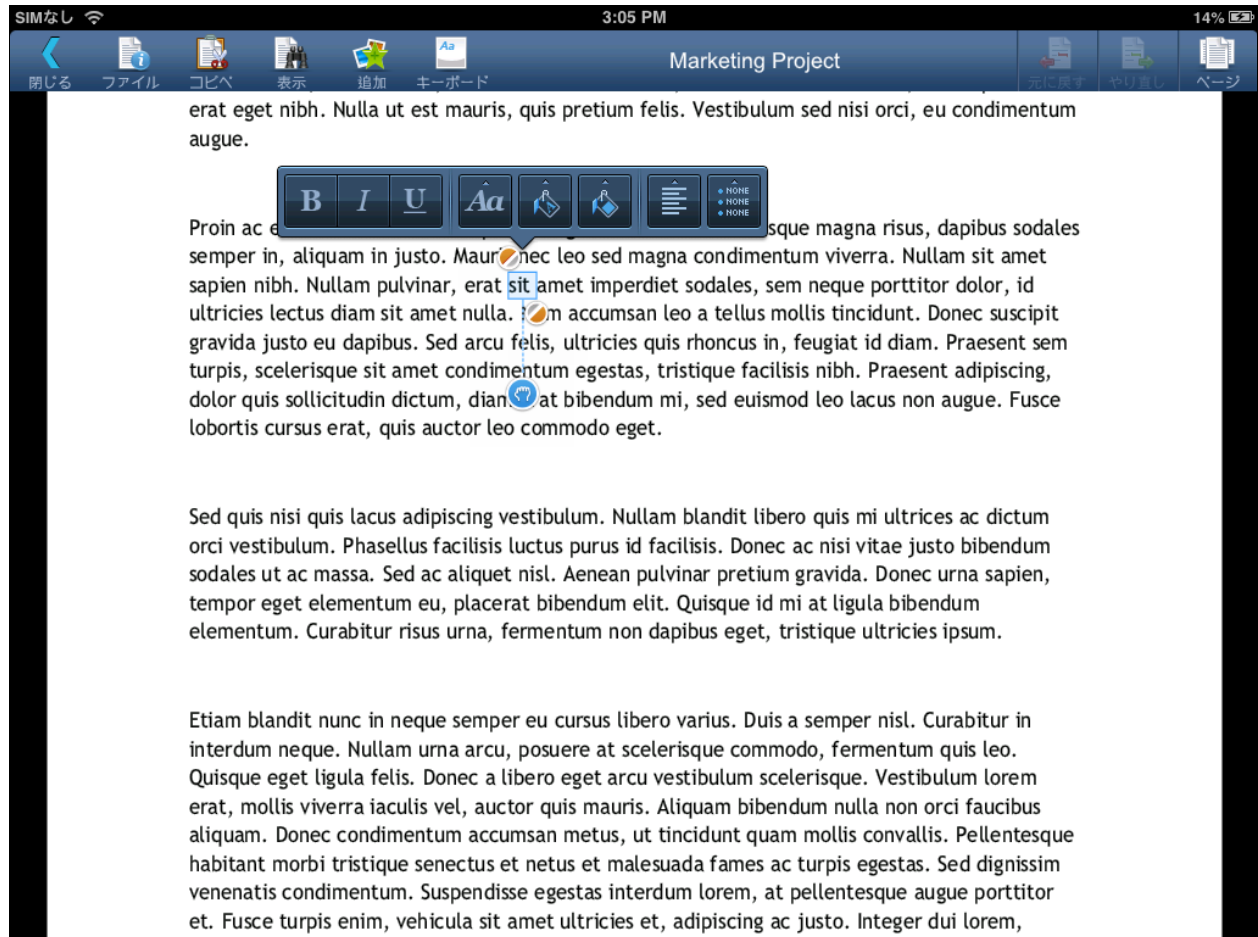 SIMなし 3:05 PM 14%
閉じる ファイル コピペ 表示 追加 Aa キーボード Marketing Project 元に戻す やり直し ページ
erat eget nibh. Nulla ut est mauris, quis pretium felis. Vestibulum sed nisi orci, eu condimentum
augue.
B I U Aa NONE
NONE
NONE
Proin ac sque magna risus, dapibus sodales
semper in, aliquam in justo. nec leo sed magna condimentum viverra. Nullam sit amet
sapien nibh. Nullam pulvinar, erat sit amet imperdiet sodales, sem neque porttitor dolor, id
ultricies lectus diam sit amet nulla. accumsan leo a tellus mollis tincidunt. Donec suscipit
gravida justo eu dapibus. Sed arcu felis, ultricies quis rhoncus in, feugiat id diam. Praesent sem
turpis, scelerisque sit amet condimentum egestas, tristique facilisis nibh. Praesent adipiscing,
dolor quis sollicitudin dictum, diam at bibendum mi, sed euismod leo lacus non augue. Fusce
lobortis cursus erat, quis auctor leo commodo eget.
Sed quis nisi quis lacus adipiscing vestibulum. Nullam blandit libero quis mi ultrices ac dictum
orci vestibulum. Phasellus facilisis luctus purus id facilisis. Donec ac nisi vitae justo bibendum
sodales ut ac massa. Sed ac aliquet nisl. Aenean pulvinar pretium gravida. Donec urna sapien,
tempor eget elementum eu, placerat bibendum elit. Quisque id mi at ligula bibendum
elementum. Curabitur risus urna, fermentum non dapibus eget, tristique ultricies ipsum.
Etiam blandit nunc in neque semper eu cursus libero varius. Duis a semper nisl. Curabitur in
interdum neque. Nullam urna arcu, posuere at scelerisque commodo, fermentum quis leo.
Quisque eget ligula felis. Donec a libero eget arcu vestibulum scelerisque. Vestibulum lorem
erat, mollis viverra iaculis vel, auctor quis mauris. Aliquam bibendum nulla non orci faucibus
aliquam. Donec condimentum accumsan metus, ut tincidunt quam mollis convallis. Pellentesque
habitant morbi tristique senectus et netus et malesuada fames ac turpis egestas. Sed dignissim
venenatis condimentum. Suspendisse egestas interdum lorem, at pellentesque augue porttitor
et. Fusce turpis enim, vehicula sit amet ultricies et, adipiscing ac justo. Integer dui lorem,